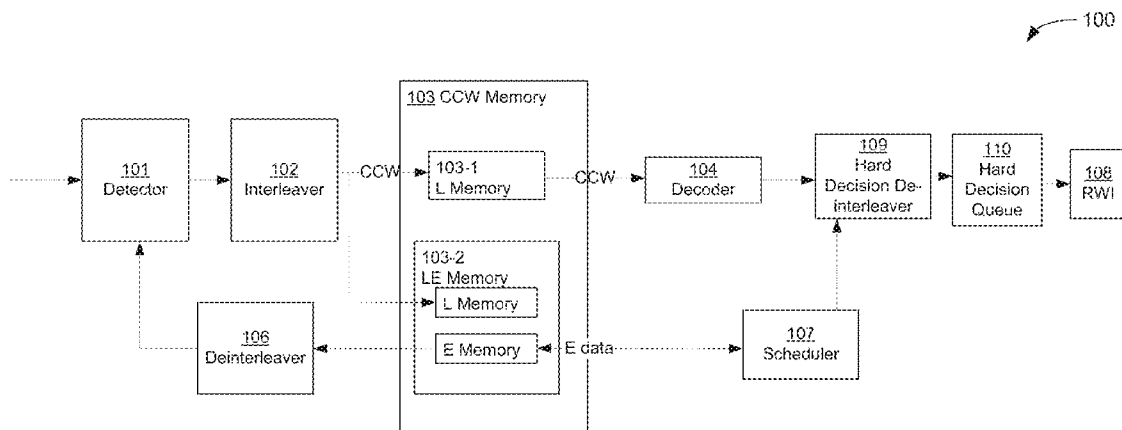 100
103 CCW Memory
101
Detector
102
Interleaver
CCW
103-1
L Memory
CCW
104
Decoder
109
Hard
Decision De-
interleaver
110
Hard
Decision
Queue
108
RWI
103-2
LE Memory
L Memory
E Memory
106
Deinterleaver
E data
107
Scheduler